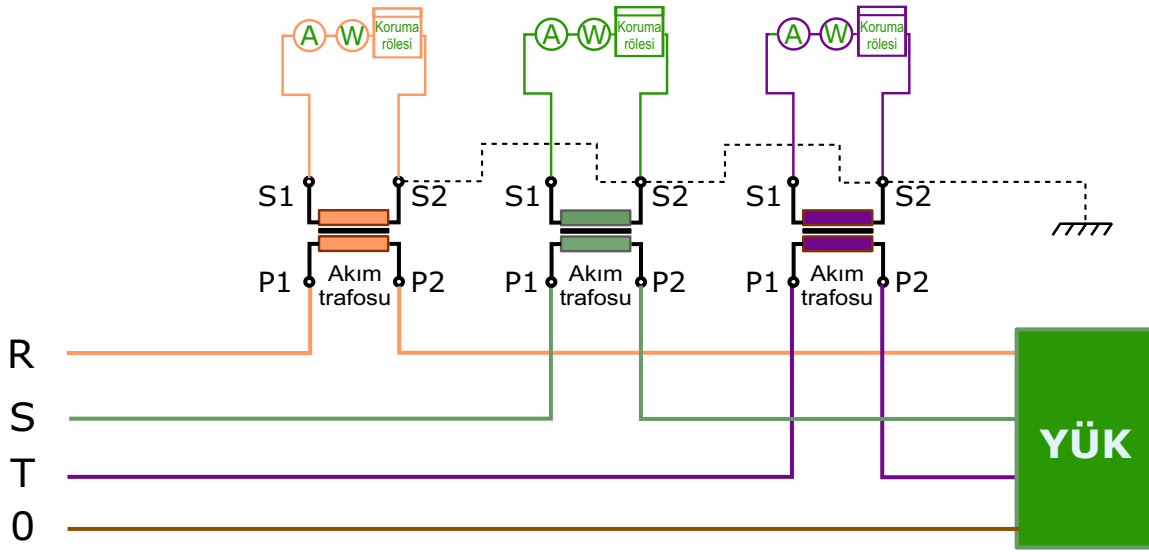 A W Koruma
rölesi
A W Koruma
rölesi
A W Koruma
rölesi
S1 S2 S1 S2 S1 S2
P1 Akım
trafosu P2
P1 Akım
trafosu P2
P1 Akım
trafosu P2
R
S
T
0
YÜK